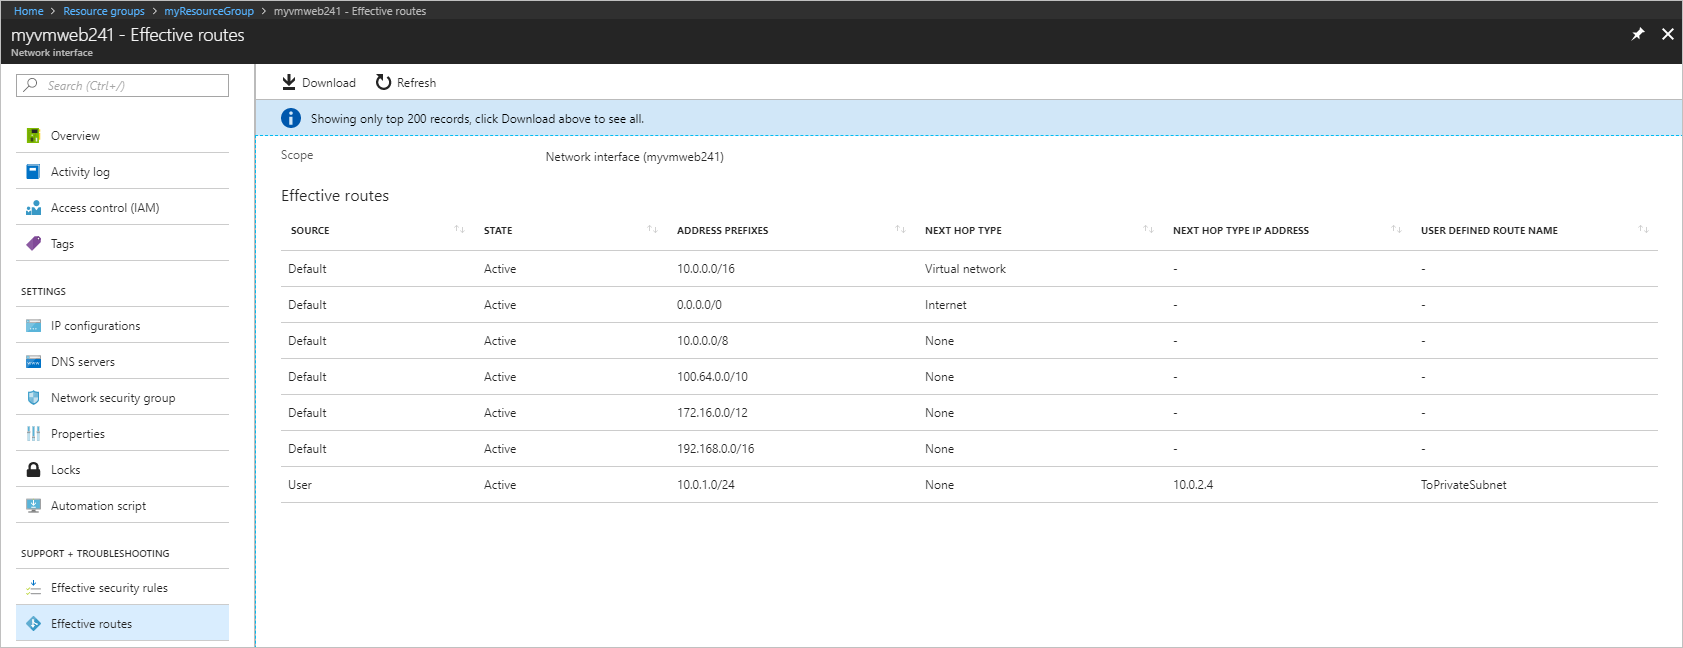 Home > Resource groups > myResourceGroup > myvmweb241 - Effective routes
myvmweb241 - Effective routes
Network interface
Search (Ctrl+/)
Overview
Activity log
Access control (IAM)
Tags
SETTINGS
IP configurations
DNS servers
Network security group
Properties
Locks
Automation script
SUPPORT + TROUBLESHOOTING
Effective security rules
Effective routes
Download Refresh
Showing only top 200 records, click Download above to see all.
Scope Network interface (myvmweb241)
Effective routes
SOURCE STATE ADDRESS PREFIXES NEXT HOP TYPE NEXT HOP TYPE IP ADDRESS USER DEFINED ROUTE NAME
Default Active 10.0.0.0/16 Virtual network - -
Default Active 0.0.0.0/0 Internet - -
Default Active 10.0.0.0/8 None - -
Default Active 100.64.0.0/10 None - -
Default Active 172.16.0.0/12 None - -
Default Active 192.168.0.0/16 None - -
User Active 10.0.1.0/24 None 10.0.2.4 ToPrivateSubnet